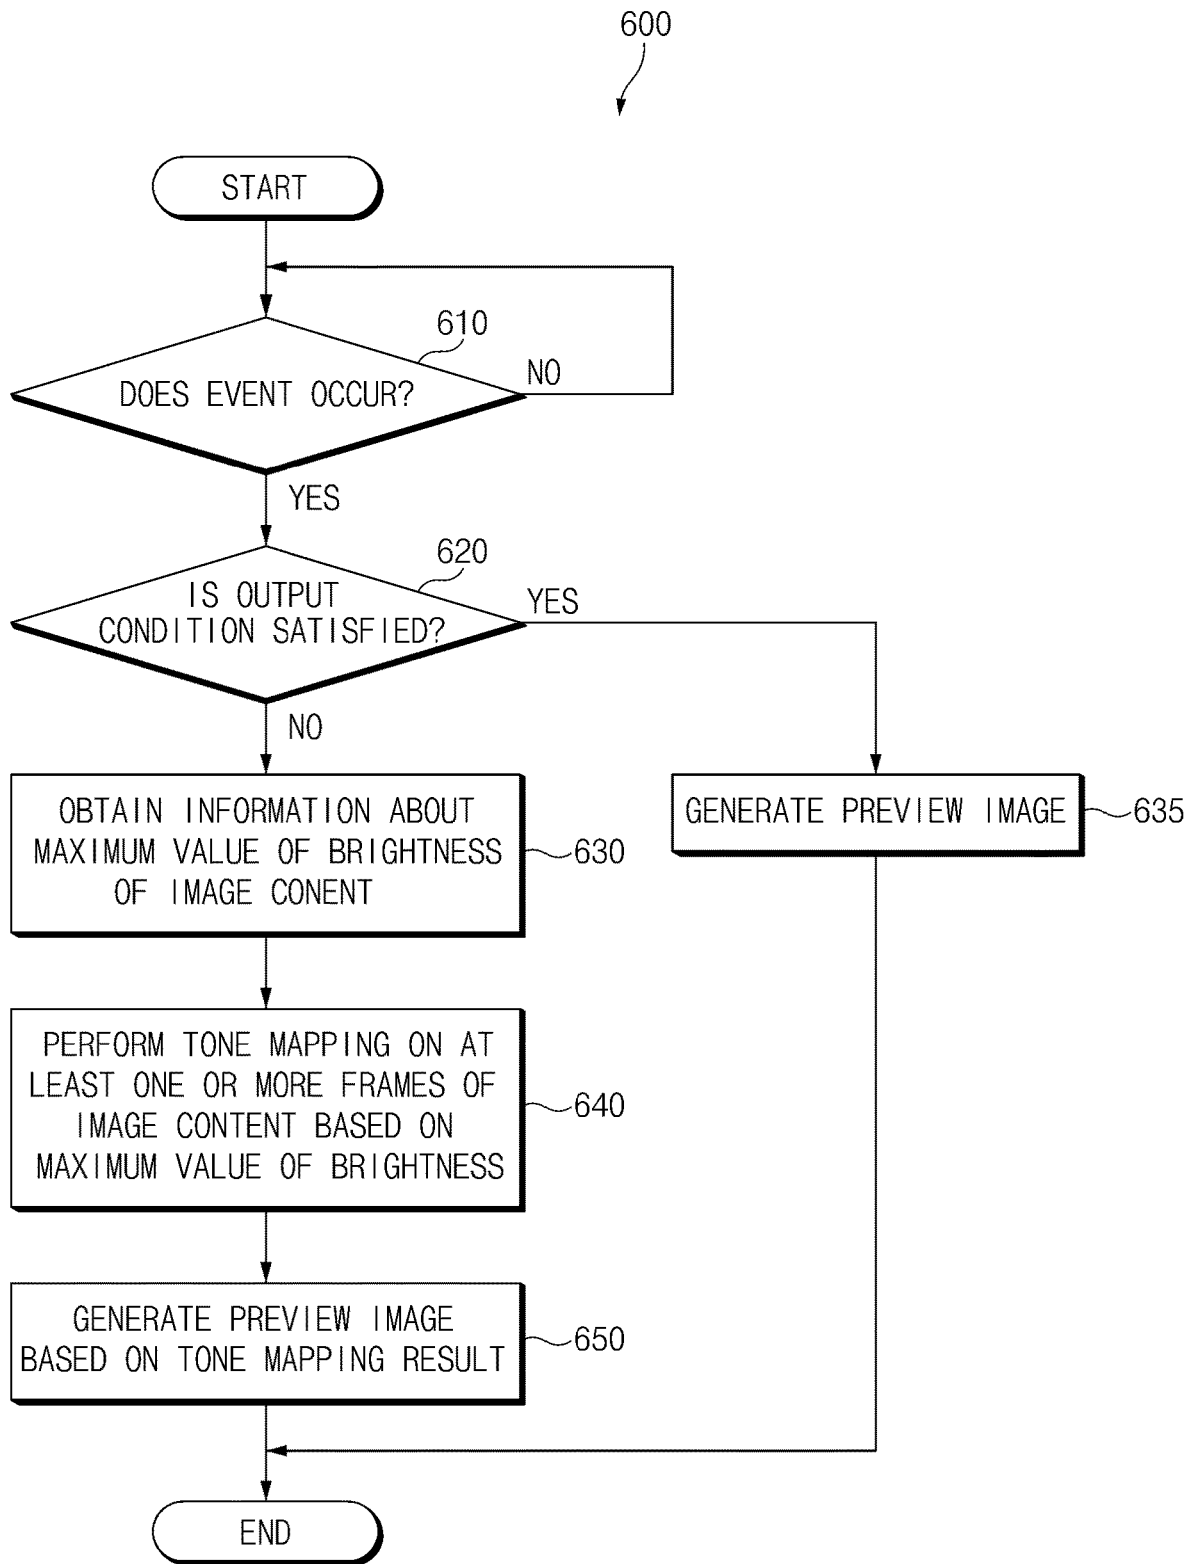 600
START
610
DOES EVENT OCCUR?
NO
YES
620
IS OUTPUT
CONDITION SATISFIED?
YES
NO
OBTAIN INFORMATION ABOUT
MAXIMUM VALUE OF BRIGHTNESS
OF IMAGE CONENT
630
GENERATE PREVIEW IMAGE
635
PERFORM TONE MAPPING ON AT
LEAST ONE OR MORE FRAMES OF
IMAGE CONTENT BASED ON
MAXIMUM VALUE OF BRIGHTNESS
640
GENERATE PREVIEW IMAGE
BASED ON TONE MAPPING RESULT
650
END